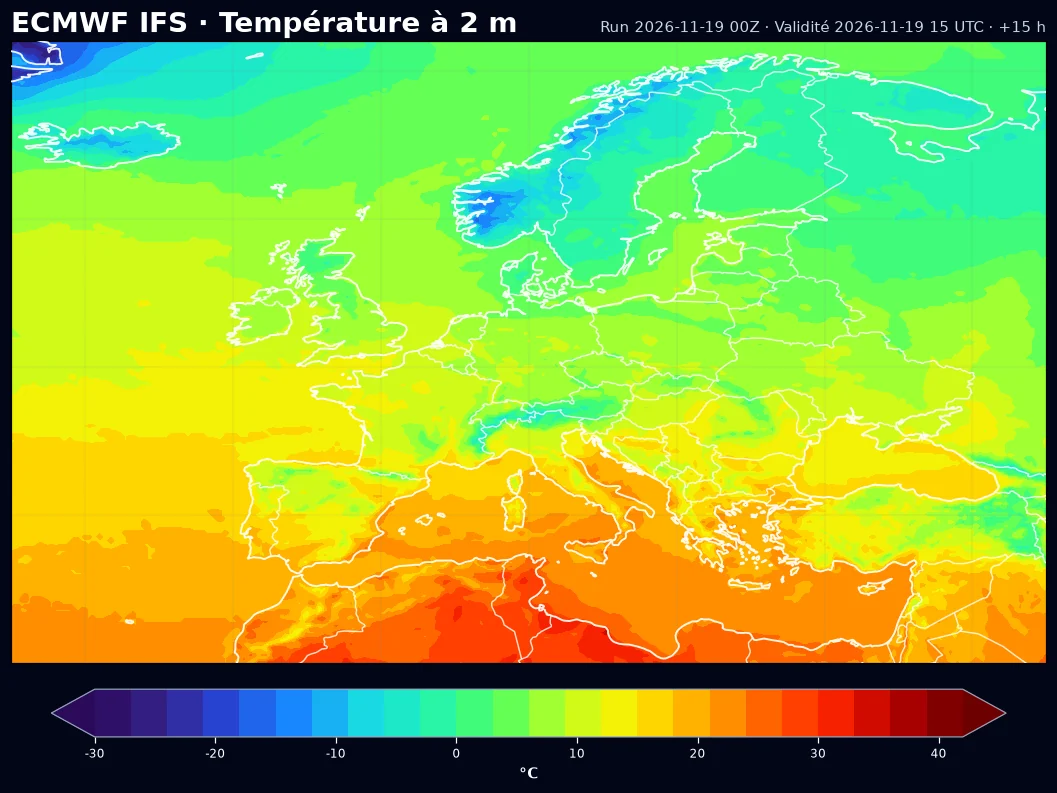 ECMWF IFS · Température à 2 m
Run 2026-11-19 00Z · Validité 2026-11-19 15 UTC · +15 h
-30 -20 -10 0 10 20 30 40
°C